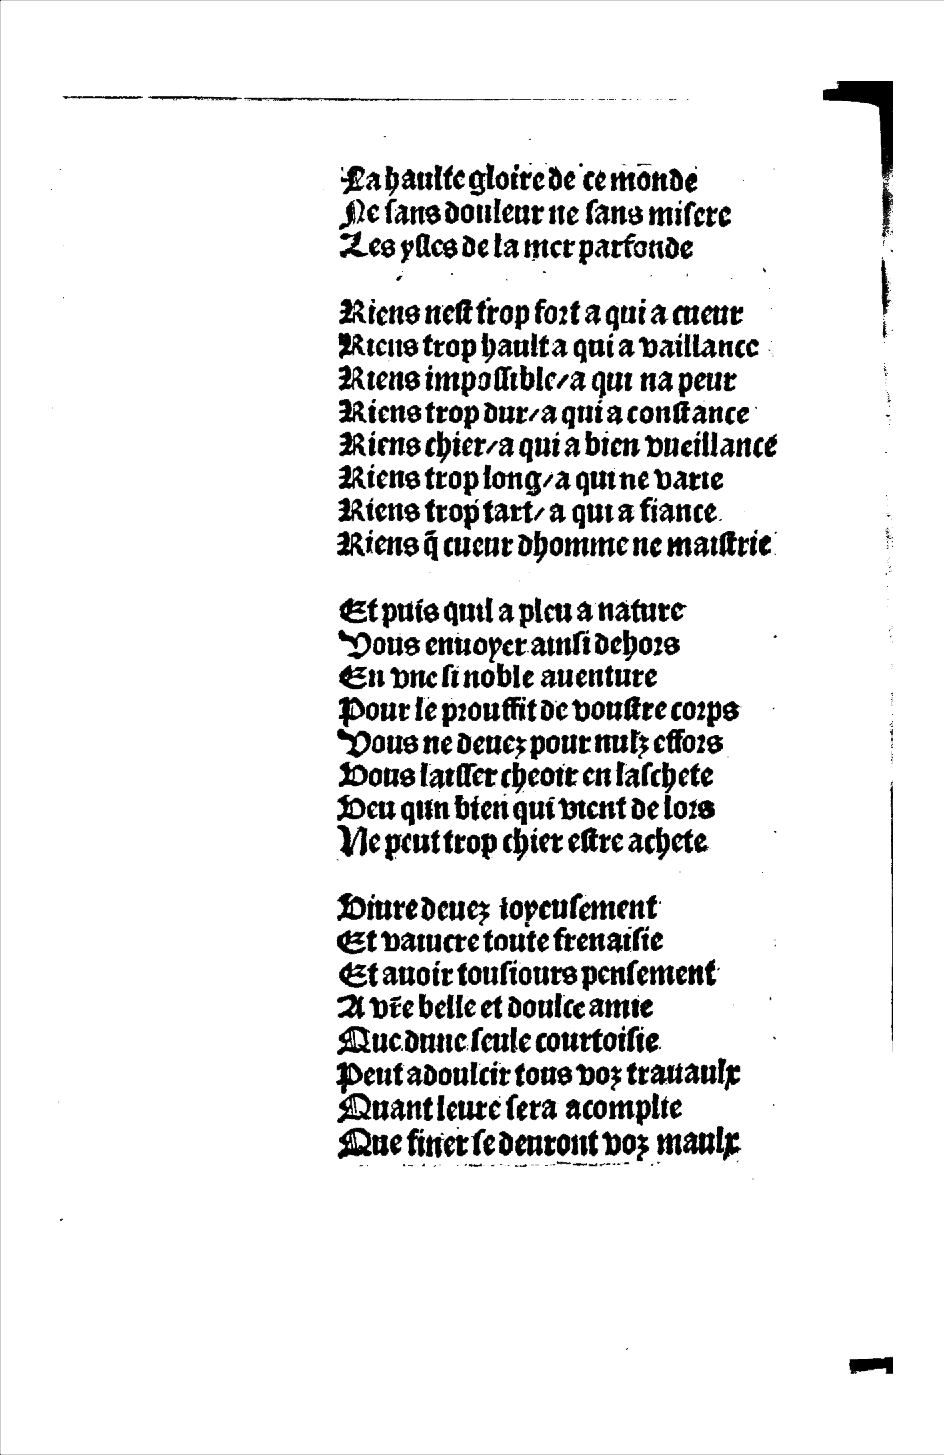 La haulte gloire de ce monde
Ne sans douleur ne sans misere
Les ysles de la mer parfonde
Riens nest trop fort a qui a cueur
Riens trop hault a qui a vaillance
Riens impossible/a qui na peur
Riens trop dur/a qui a constance
Riens chier/a qui a bien vueillance
Riens trop long/a qui ne varie
Riens trop tart/a qui a fiance
Riens q̃ cueur dhomme ne maistrie
Et puis quil a pleu a nature
Vous enuoyer ainsi dehors
En vne si noble auenture
Pour le prouffit de voustre corps
Vous ne deuez pour nulz effors
Vous laisser cheoir en laschete
Veu qun bien qui vient de lors
Ne peut trop chier estre achete
Viure deuez ioyeusement
Et vaincre toute frenaisie
Et auoir tousiours pensement
A vr̃e belle et doulce amie
Que dune seule courtoisie
Peut adoulcir tous voz trauaulx
Quant leure sera acomplie
Que finer se deuront voz maulx